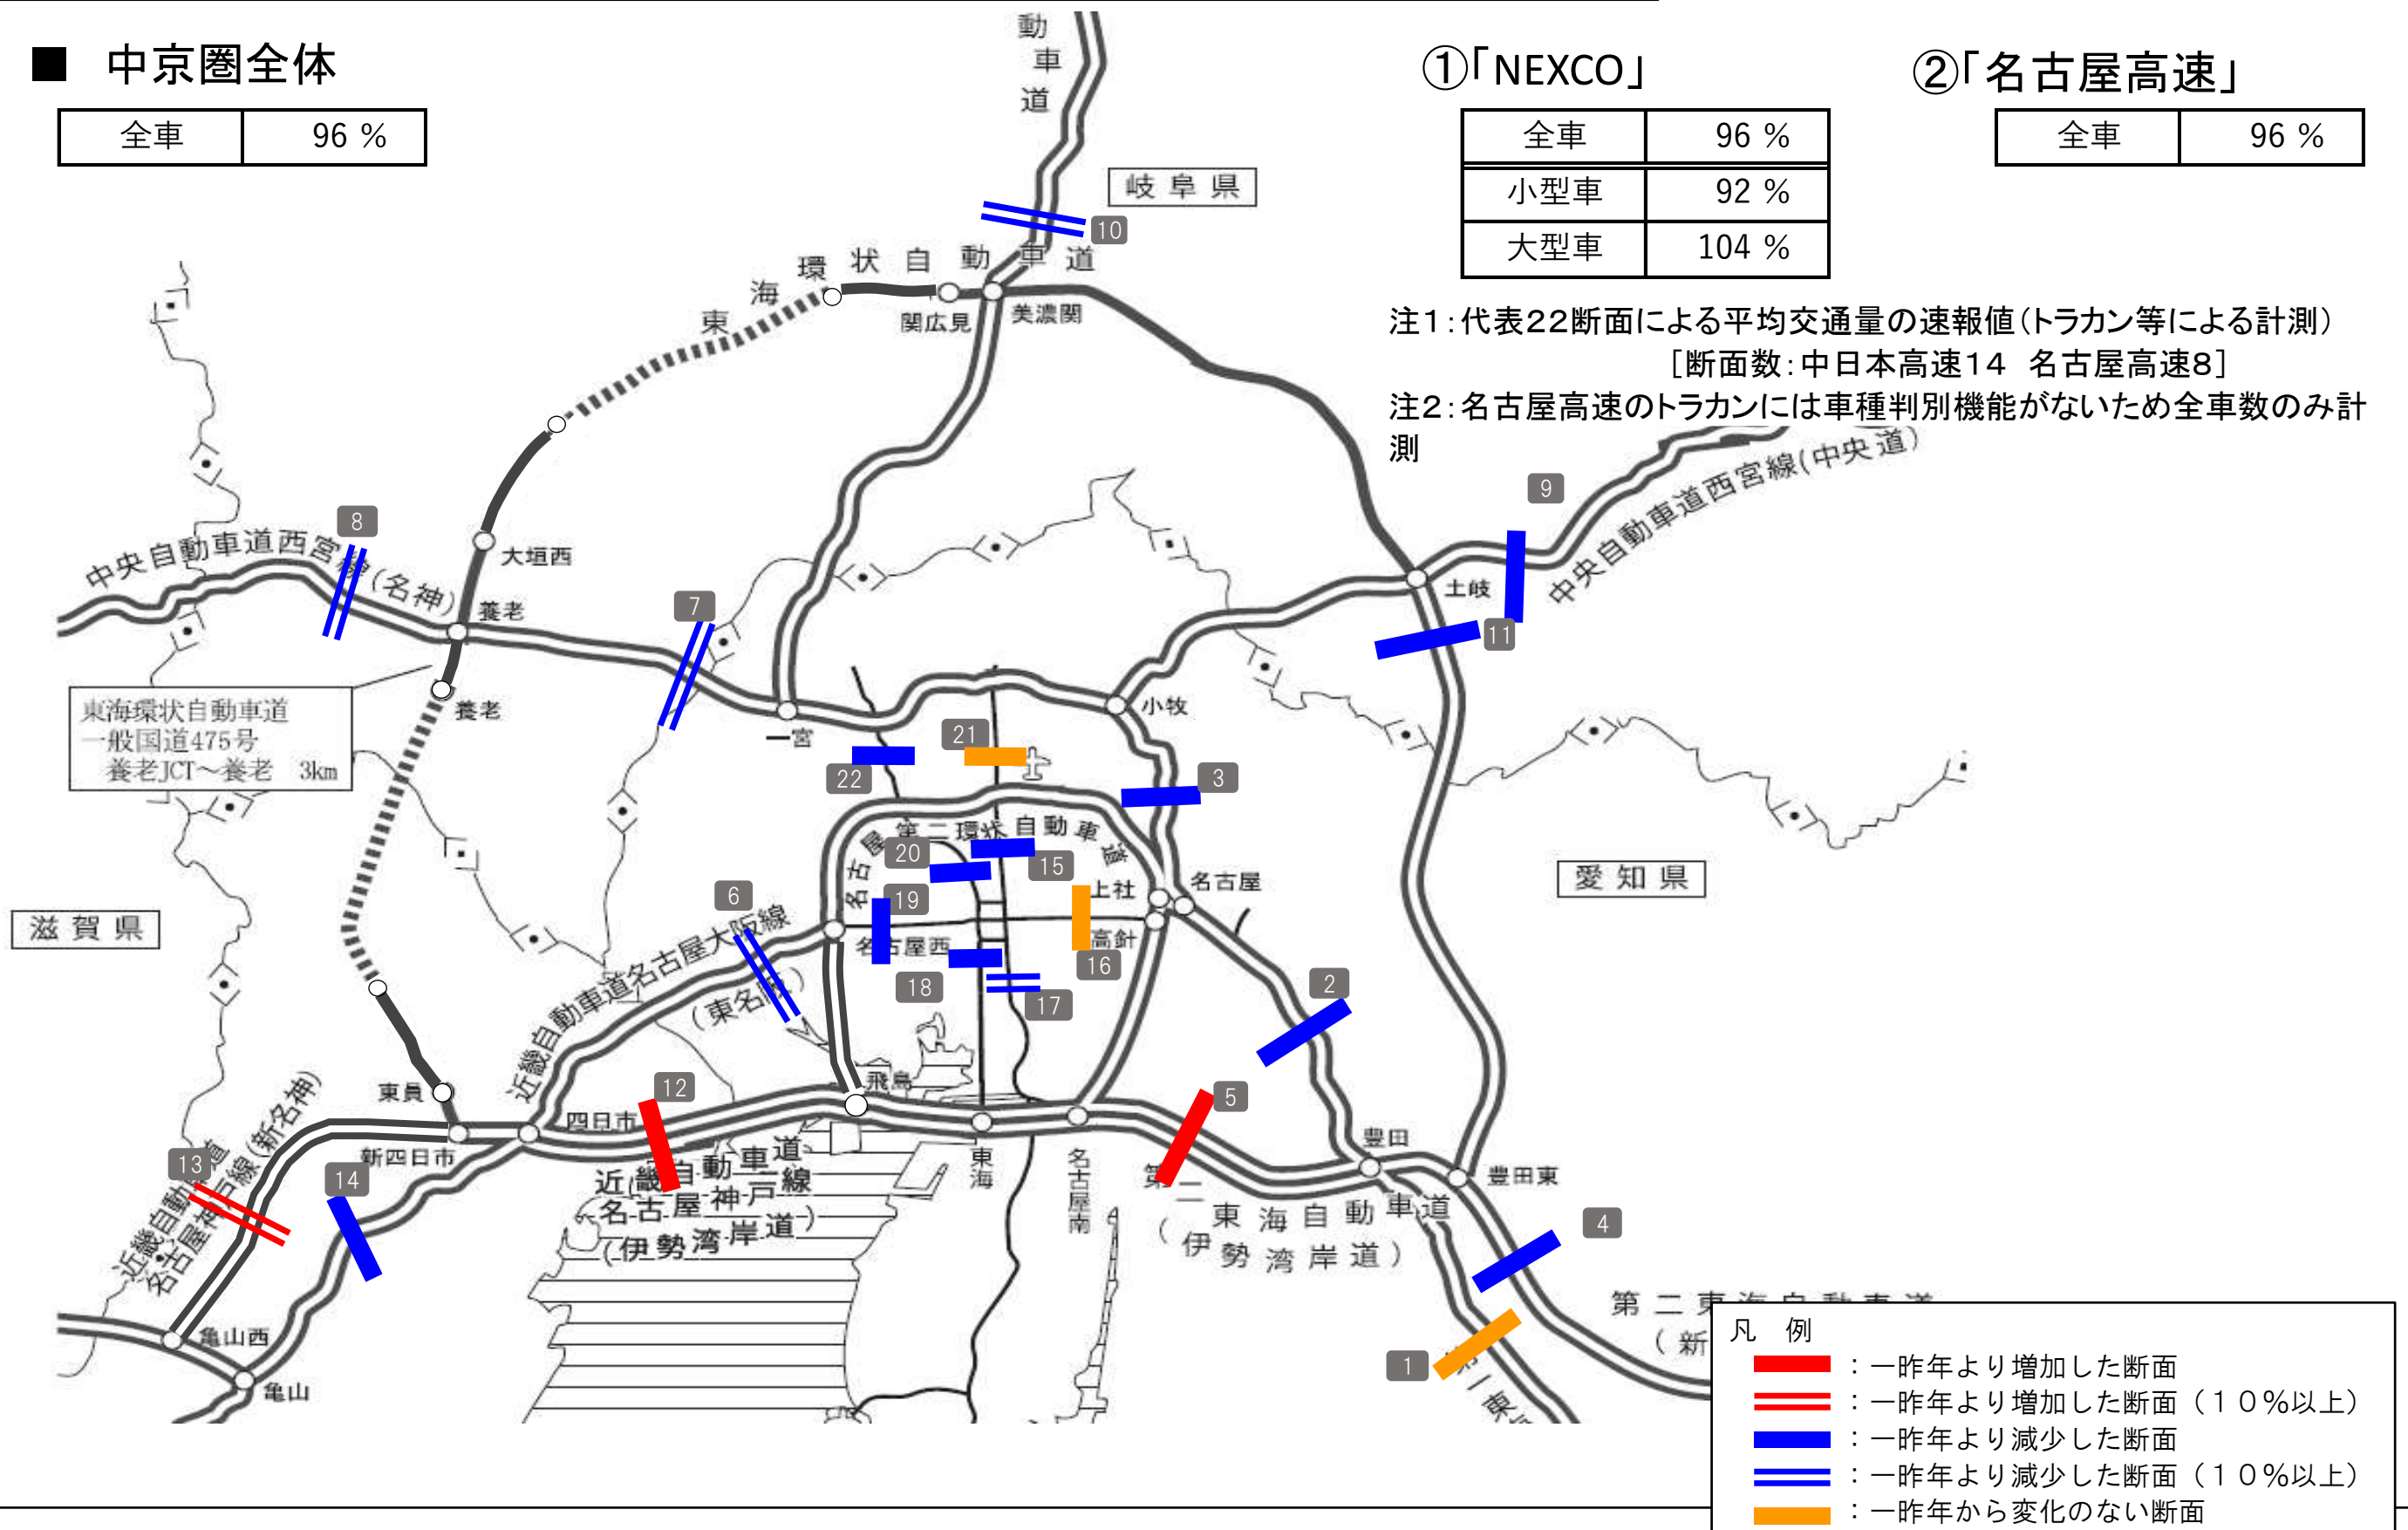 ■ 中京圏全体
全車 96 %
①「NEXCO」
全車 96 %
小型車 92 %
大型車 104 %
②「名古屋高速」
全車 96 %
注1：代表22断面による平均交通量の速報値（トラカン等による計測）
［断面数：中日本高速14 名古屋高速8］
注2：名古屋高速のトラカンには車種判別機能がないため全車数のみ計
測
動車道
岐阜県
10
東海環状自動車道
関広見
美濃関
9
中央自動車道西宮線(中央道)
8
中央自動車道西宮線(名神)
大垣西
養老
7
土岐
11
東海環状自動車道
一般国道475号
養老JCT～養老 3km
養老
一宮
小牧
21
22
3
名古屋第二環状自動車道
20
15
上社
名古屋
愛知県
滋賀県
6
19
名古屋西
高針
16
近畿自動車道名古屋大阪線
(東名阪)
18
17
2
東員
12
飛島
5
四日市
新四日市
13
14
近畿自動車道
名古屋神戸線(新名神)
近畿自動車道
名古屋神戸線
(伊勢湾岸道)
東海
名古屋南
豊田
豊田東
第二東海自動車道
(伊勢湾岸道)
4
亀山西
亀山
1
第二東海自動車道
(新
第一東
凡 例
：一昨年より増加した断面
：一昨年より増加した断面（１０％以上）
：一昨年より減少した断面
：一昨年より減少した断面（１０％以上）
：一昨年から変化のない断面